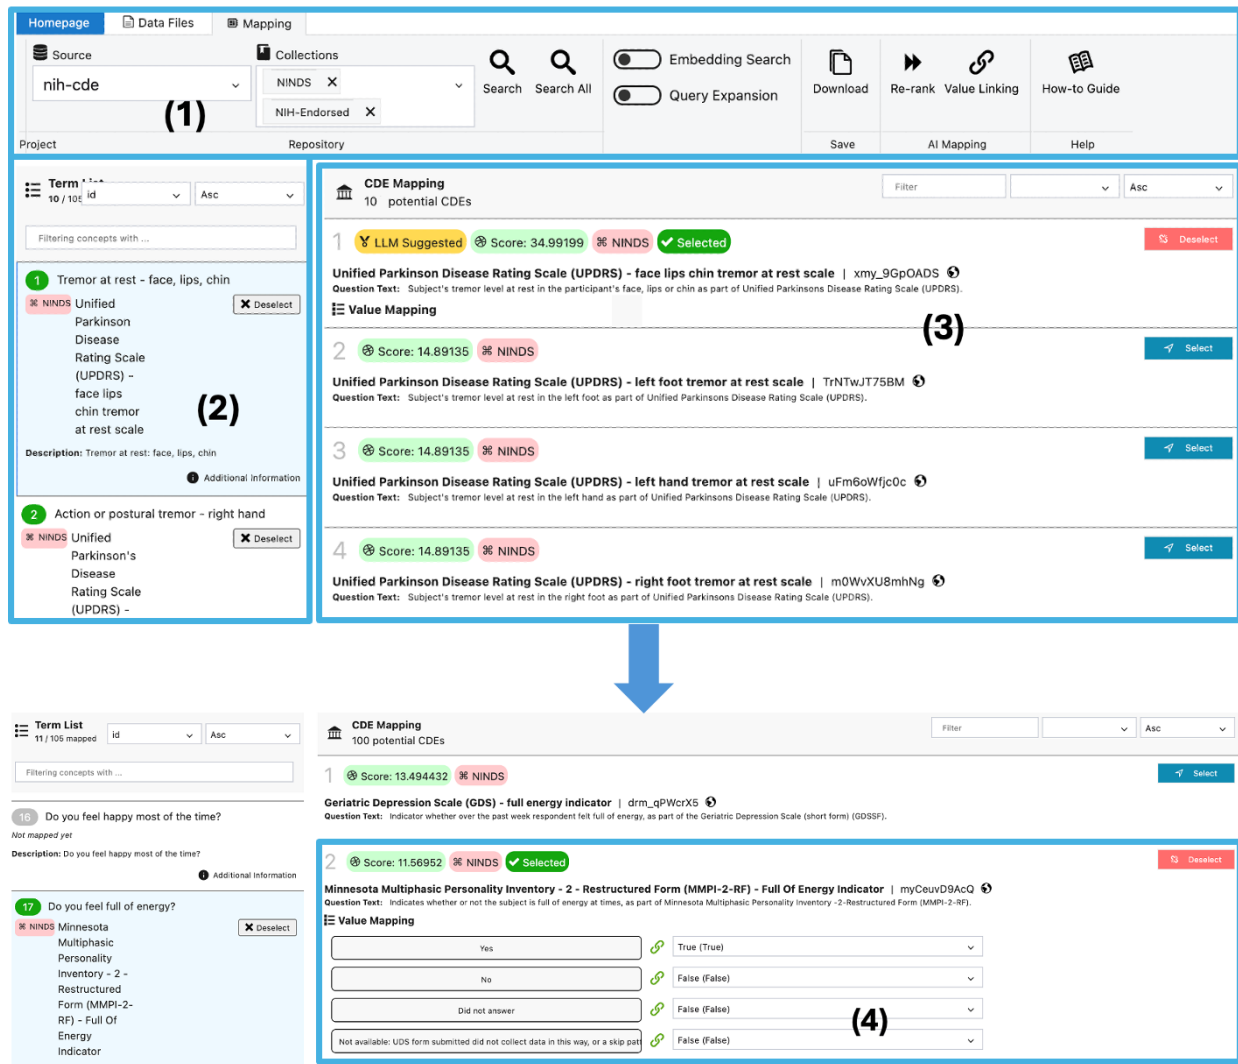 Homepage
Data Files
Mapping
Source
Collections
nih-cde
NINDS X
NIH-Endorsed X
Search
Search All
Embedding Search
Query Expansion
Download
Re-rank
Value Linking
How-to Guide
(1)
Project
Repository
Save
AI Mapping
Help
Term List
10 / 105
id
Asc
Filtering concepts with ...
1 Tremor at rest - face, lips, chin
NINDS Unified
Parkinson
Disease
Rating Scale
(UPDRS) -
face lips
chin tremor
at rest scale
Deselect
(2)
Description: Tremor at rest: face, lips, chin
Additional Information
2 Action or postural tremor - right hand
NINDS Unified
Parkinson's
Disease
Rating Scale
(UPDRS) -
Deselect
CDE Mapping
10 potential CDEs
Filter
Asc
1 LLM Suggested Score: 34.99199 NINDS Selected
Deselect
Unified Parkinson Disease Rating Scale (UPDRS) - face lips chin tremor at rest scale | xmy_9GpOADS
Question Text: Subject's tremor level at rest in the participant's face, lips or chin as part of Unified Parkinsons Disease Rating Scale (UPDRS).
Value Mapping
(3)
2 Score: 14.89135 NINDS
Select
Unified Parkinson Disease Rating Scale (UPDRS) - left foot tremor at rest scale | TrNTwJT75BM
Question Text: Subject's tremor level at rest in the left foot as part of Unified Parkinsons Disease Rating Scale (UPDRS).
3 Score: 14.89135 NINDS
Select
Unified Parkinson Disease Rating Scale (UPDRS) - left hand tremor at rest scale | uFm6oWfjc0c
Question Text: Subject's tremor level at rest in the left hand as part of Unified Parkinsons Disease Rating Scale (UPDRS).
4 Score: 14.89135 NINDS
Select
Unified Parkinson Disease Rating Scale (UPDRS) - right foot tremor at rest scale | m0WvXU8mhNg
Question Text: Subject's tremor level at rest in the right foot as part of Unified Parkinsons Disease Rating Scale (UPDRS).
Term List
11 / 105 mapped
id
Asc
Filtering concepts with ...
16 Do you feel happy most of the time?
Not mapped yet
Description: Do you feel happy most of the time?
Additional Information
17 Do you feel full of energy?
NINDS Minnesota
Multiphasic
Personality
Inventory - 2 -
Restructured
Form (MMPI-2-
RF) - Full Of
Energy
Indicator
Deselect
CDE Mapping
100 potential CDEs
Filter
Asc
1 Score: 13.494432 NINDS
Select
Geriatric Depression Scale (GDS) - full energy indicator | drm_qPWcrX5
Question Text: Indicator whether over the past week respondent felt full of energy, as part of the Geriatric Depression Scale (short form) (GDSSF).
2 Score: 11.56952 NINDS Selected
Deselect
Minnesota Multiphasic Personality Inventory - 2 - Restructured Form (MMPI-2-RF) - Full Of Energy Indicator | myCeuvD9AcQ
Question Text: Indicates whether or not the subject is full of energy at times, as part of Minnesota Multiphasic Personality Inventory -2-Restructured Form (MMPI-2-RF).
Value Mapping
Yes
True (True)
No
False (False)
Did not answer
False (False)
(4)
Not available: UDS form submitted did not collect data in this way, or a skip patt
False (False)